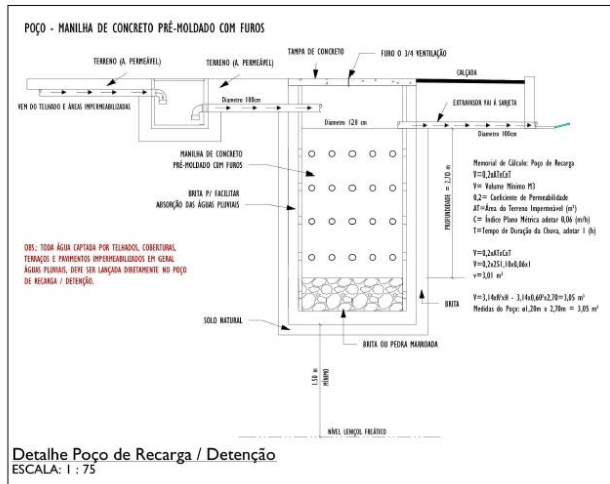 POÇO - MANILHA DE CONCRETO PRÉ-MOLDADO COM FUROS
TERRENO (A. PERMEÁVEL)
TERRENO (A. PERMEÁVEL)
TAMPA DE CONCRETO
FURO O 3/4 VENTILAÇÃO
CALÇADA
VEM DO TELHADO E ÁREAS IMPERMEABILIZADAS
Diametro 100cm
EXTRAVASOR VAI À SARJETA
Diametro 120 cm
Diametro 100cm
MANILHA DE CONCRETO
PRÉ-MOLDADO COM FUROS
BRITA P/ FACILITAR
ABSORÇÃO DAS ÁGUAS PLUVIAIS
PROFUNDIDADE = 2,70 m
Memorial de Cálculo: Poço de Recarga
V=0,2xATxCxT
V= Volume Mínimo M3
0,2= Coeficiente de Permeabilidade
AT=Área do Terreno Impermeável (m²)
C= Índice Plano Métrica adotar 0,06 (m/h)
T=Tempo de Duração da Chuva, adotar 1 (h)
V=0,2xATxCxT
V=0,2x251,10x0,06x1
v=3,01 m³
V=3,14xR²xH - 3,14x0,60²x2,70=3,05 m³
Medidas do Poço: ø1,20m x 2,70m = 3,05 m³
OBS.: TODA ÁGUA CAPTADA POR TELHADOS, COBERTURAS,
TERRAÇOS E PAVIMENTOS IMPERMEABILIZADOS EM GERAL
ÁGUAS PLUVIAIS, DEVE SER LANÇADA DIRETAMENTE NO POÇO
DE RECARGA / DETENÇÃO.
BRITA
SOLO NATURAL
BRITA OU PEDRA MARROADA
1.50 m
MÍNIMO
NÍVEL LENÇOL FREÁTICO
Detalhe Poço de Recarga / Detenção
ESCALA: 1 : 75